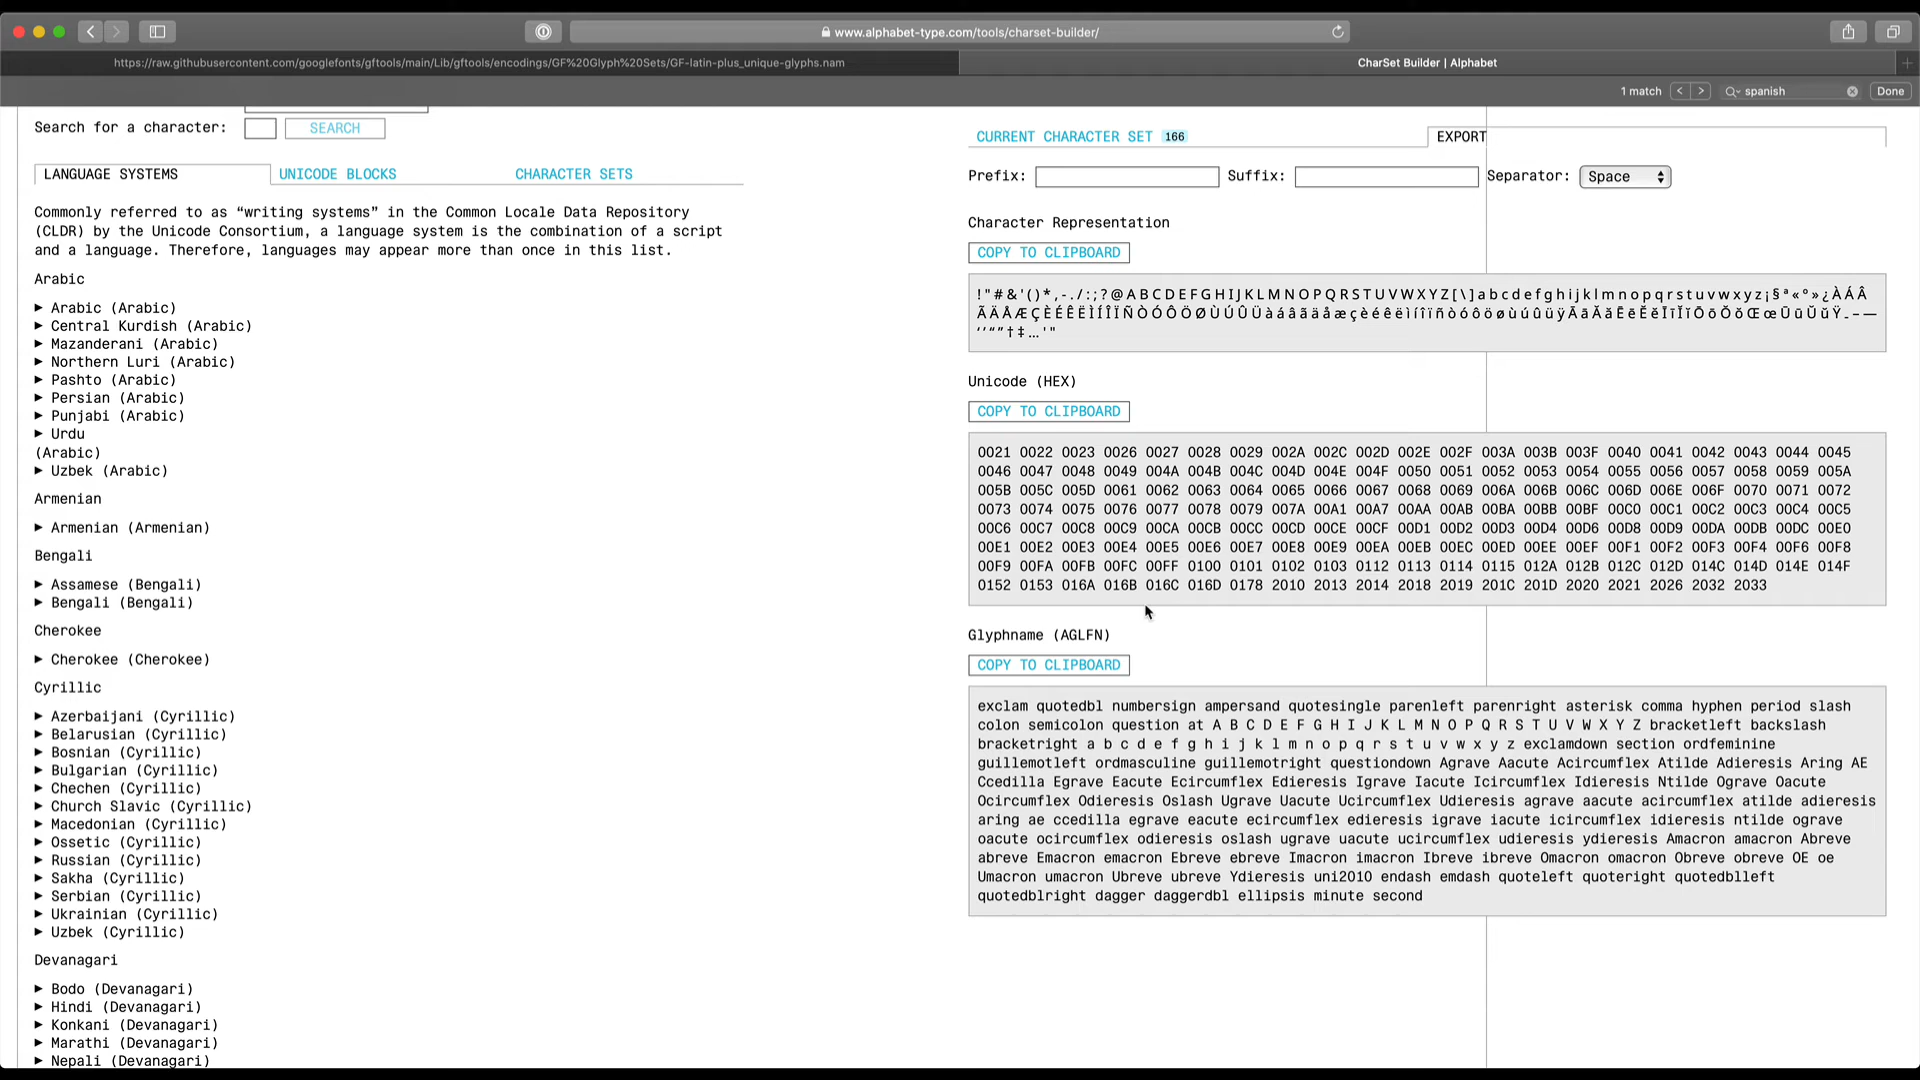 www.alphabet-type.com/tools/charset-builder/
https://raw.githubusercontent.com/googlefonts/gftools/main/Lib/gftools/encodings/GF%20Glyph%20Sets/GF-latin-plus_unique-glyphs.nam
CharSet Builder | Alphabet
1 match
spanish
Done
Search for a character:
SEARCH
LANGUAGE SYSTEMS
UNICODE BLOCKS
CHARACTER SETS
Commonly referred to as “writing systems” in the Common Locale Data Repository
(CLDR) by the Unicode Consortium, a language system is the combination of a script
and a language. Therefore, languages may appear more than once in this list.
Arabic
▶ Arabic (Arabic)
▶ Central Kurdish (Arabic)
▶ Mazanderani (Arabic)
▶ Northern Luri (Arabic)
▶ Pashto (Arabic)
▶ Persian (Arabic)
▶ Punjabi (Arabic)
▶ Urdu
(Arabic)
▶ Uzbek (Arabic)
Armenian
▶ Armenian (Armenian)
Bengali
▶ Assamese (Bengali)
▶ Bengali (Bengali)
Cherokee
▶ Cherokee (Cherokee)
Cyrillic
▶ Azerbaijani (Cyrillic)
▶ Belarusian (Cyrillic)
▶ Bosnian (Cyrillic)
▶ Bulgarian (Cyrillic)
▶ Chechen (Cyrillic)
▶ Church Slavic (Cyrillic)
▶ Macedonian (Cyrillic)
▶ Ossetic (Cyrillic)
▶ Russian (Cyrillic)
▶ Sakha (Cyrillic)
▶ Serbian (Cyrillic)
▶ Ukrainian (Cyrillic)
▶ Uzbek (Cyrillic)
Devanagari
▶ Bodo (Devanagari)
▶ Hindi (Devanagari)
▶ Konkani (Devanagari)
▶ Marathi (Devanagari)
▶ Nepali (Devanagari)
CURRENT CHARACTER SET 166
EXPORT
Prefix:
Suffix:
Separator:
Space
Character Representation
COPY TO CLIPBOARD
! " # & ' ( ) * , - . / : ; ? @ A B C D E F G H I J K L M N O P Q R S T U V W X Y Z [ \ ] a b c d e f g h i j k l m n o p q r s t u v w x y z ¡ § ª « º » ¿ À Á Â
Ã Ä Å Æ Ç È É Ê Ë Ì Í Î Ï Ñ Ò Ó Ô Ö Ø Ù Ú Û Ü à á â ã ä å æ ç è é ê ë ì í î ï ñ ò ó ô ö ø ù ú û ü ÿ Ā ā Ă ă Ē ē Ĕ ĕ Ī ī Ĭ ĭ Ō ō Ŏ ŏ Œ œ Ū ū Ŭ ŭ Ÿ ‐ – —
‘ ’ “ ” † ‡ … ′ ″
Unicode (HEX)
COPY TO CLIPBOARD
0021 0022 0023 0026 0027 0028 0029 002A 002C 002D 002E 002F 003A 003B 003F 0040 0041 0042 0043 0044 0045
0046 0047 0048 0049 004A 004B 004C 004D 004E 004F 0050 0051 0052 0053 0054 0055 0056 0057 0058 0059 005A
005B 005C 005D 0061 0062 0063 0064 0065 0066 0067 0068 0069 006A 006B 006C 006D 006E 006F 0070 0071 0072
0073 0074 0075 0076 0077 0078 0079 007A 00A1 00A7 00AA 00AB 00BA 00BB 00BF 00C0 00C1 00C2 00C3 00C4 00C5
00C6 00C7 00C8 00C9 00CA 00CB 00CC 00CD 00CE 00CF 00D1 00D2 00D3 00D4 00D6 00D8 00D9 00DA 00DB 00DC 00E0
00E1 00E2 00E3 00E4 00E5 00E6 00E7 00E8 00E9 00EA 00EB 00EC 00ED 00EE 00EF 00F1 00F2 00F3 00F4 00F6 00F8
00F9 00FA 00FB 00FC 00FF 0100 0101 0102 0103 0112 0113 0114 0115 012A 012B 012C 012D 014C 014D 014E 014F
0152 0153 016A 016B 016C 016D 0178 2010 2013 2014 2018 2019 201C 201D 2020 2021 2026 2032 2033
Glyphname (AGLFN)
COPY TO CLIPBOARD
exclam quotedbl numbersign ampersand quotesingle parenleft parenright asterisk comma hyphen period slash
colon semicolon question at A B C D E F G H I J K L M N O P Q R S T U V W X Y Z bracketleft backslash
bracketright a b c d e f g h i j k l m n o p q r s t u v w x y z exclamdown section ordfeminine
guillemotleft ordmasculine guillemotright questiondown Agrave Aacute Acircumflex Atilde Adieresis Aring AE
Ccedilla Egrave Eacute Ecircumflex Edieresis Igrave Iacute Icircumflex Idieresis Ntilde Ograve Oacute
Ocircumflex Odieresis Oslash Ugrave Uacute Ucircumflex Udieresis agrave aacute acircumflex atilde adieresis
aring ae ccedilla egrave eacute ecircumflex edieresis igrave iacute icircumflex idieresis ntilde ograve
oacute ocircumflex odieresis oslash ugrave uacute ucircumflex udieresis ydieresis Amacron amacron Abreve
abreve Emacron emacron Ebreve ebreve Imacron imacron Ibreve ibreve Omacron omacron Obreve obreve OE oe
Umacron umacron Ubreve ubreve Ydieresis uni2010 endash emdash quoteleft quoteright quotedblleft
quotedblright dagger daggerdbl ellipsis minute second